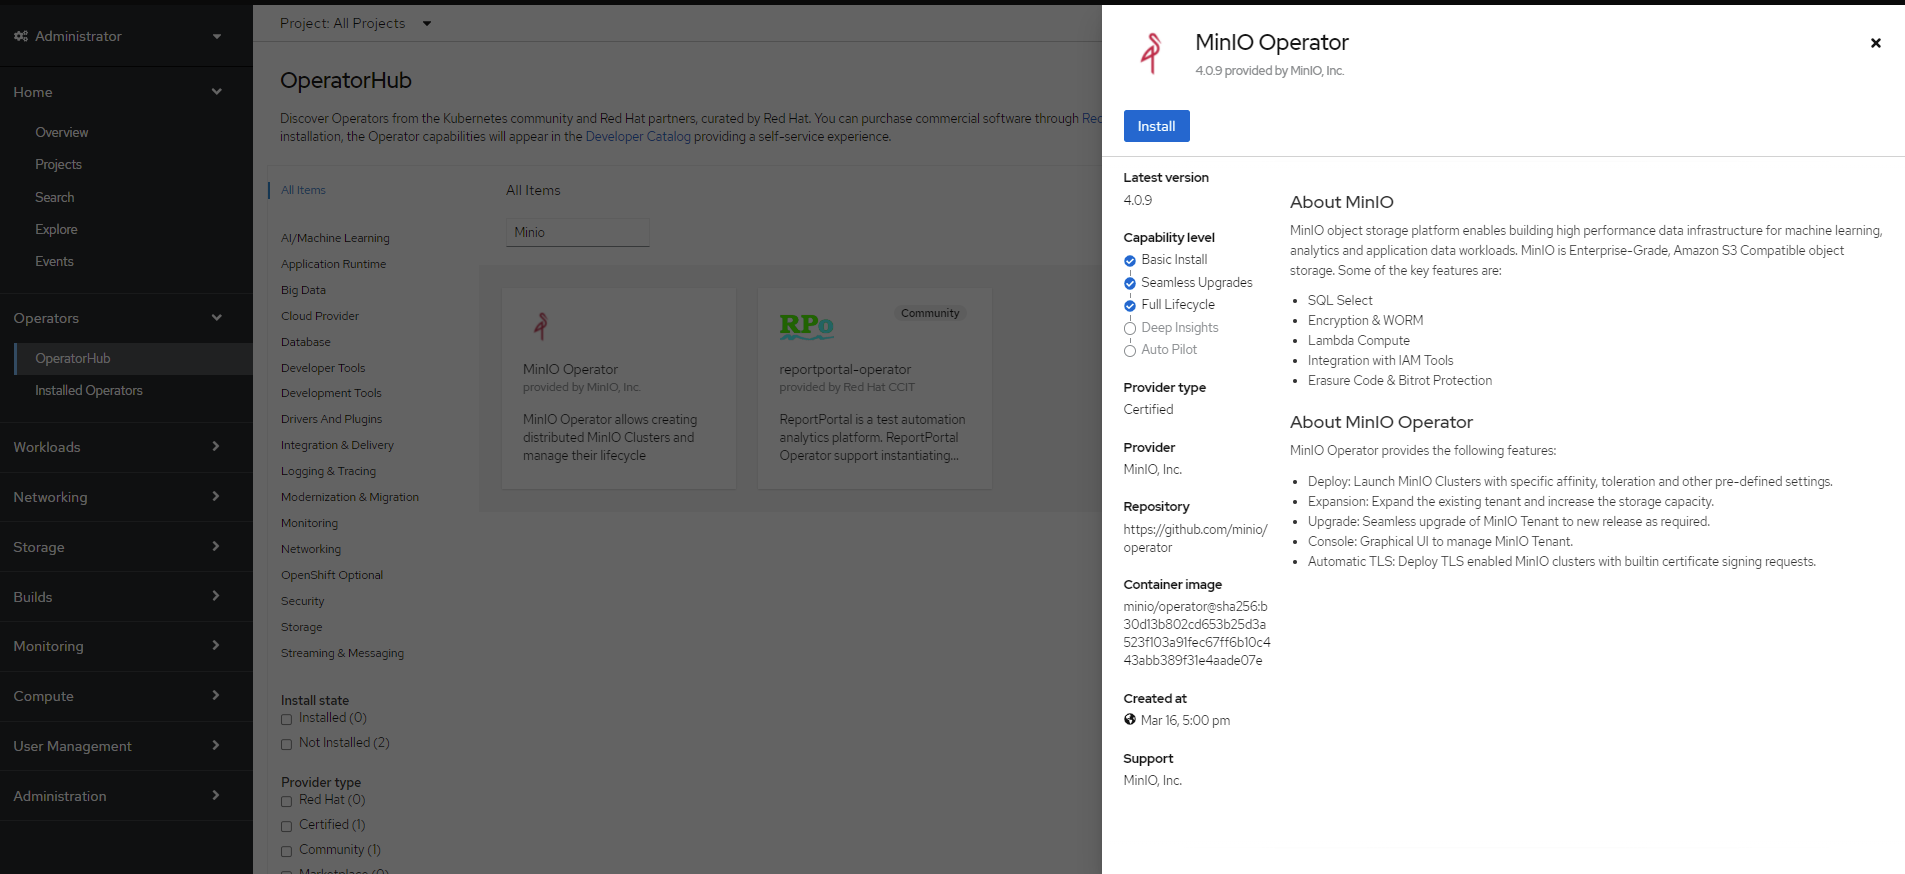 Administrator
Home
Overview
Projects
Search
Explore
Events
Operators
OperatorHub
Installed Operators
Workloads
Networking
Storage
Builds
Monitoring
Compute
User Management
Administration
Project: All Projects
OperatorHub
Discover Operators from the Kubernetes community and Red Hat partners, curated by Red Hat. You can purchase commercial software through Red
installation, the Operator capabilities will appear in the Developer Catalog providing a self-service experience.
All Items
AI/Machine Learning
Application Runtime
Big Data
Cloud Provider
Database
Developer Tools
Development Tools
Drivers And Plugins
Integration & Delivery
Logging & Tracing
Modernization & Migration
Monitoring
Networking
OpenShift Optional
Security
Storage
Streaming & Messaging
Install state
Installed (0)
Not Installed (2)
Provider type
Red Hat (0)
Certified (1)
Community (1)
Marketplace (0)
All Items
Minio
MinIO Operator
provided by MinIO, Inc.
MinIO Operator allows creating
distributed MinIO Clusters and
manage their lifecycle
RPo
Community
reportportal-operator
provided by Red Hat CCIT
ReportPortal is a test automation
analytics platform. ReportPortal
Operator support instantiating...
MinIO Operator
4.0.9 provided by MinIO, Inc.
Install
Latest version
4.0.9
Capability level
Basic Install
Seamless Upgrades
Full Lifecycle
Deep Insights
Auto Pilot
Provider type
Certified
Provider
MinIO, Inc.
Repository
https://github.com/minio/
operator
Container image
minio/operator@sha256:b
30d13b802cd653b25d3a
523f103a91fec67ff6b10c4
43abb389f31e4aade07e
Created at
Mar 16, 5:00 pm
Support
MinIO, Inc.
About MinIO
MinIO object storage platform enables building high performance data infrastructure for machine learning,
analytics and application data workloads. MinIO is Enterprise-Grade, Amazon S3 Compatible object
storage. Some of the key features are:
• SQL Select
• Encryption & WORM
• Lambda Compute
• Integration with IAM Tools
• Erasure Code & Bitrot Protection
About MinIO Operator
MinIO Operator provides the following features:
• Deploy: Launch MinIO Clusters with specific affinity, toleration and other pre-defined settings.
• Expansion: Expand the existing tenant and increase the storage capacity.
• Upgrade: Seamless upgrade of MinIO Tenant to new release as required.
• Console: Graphical UI to manage MinIO Tenant.
• Automatic TLS: Deploy TLS enabled MinIO clusters with builtin certificate signing requests.